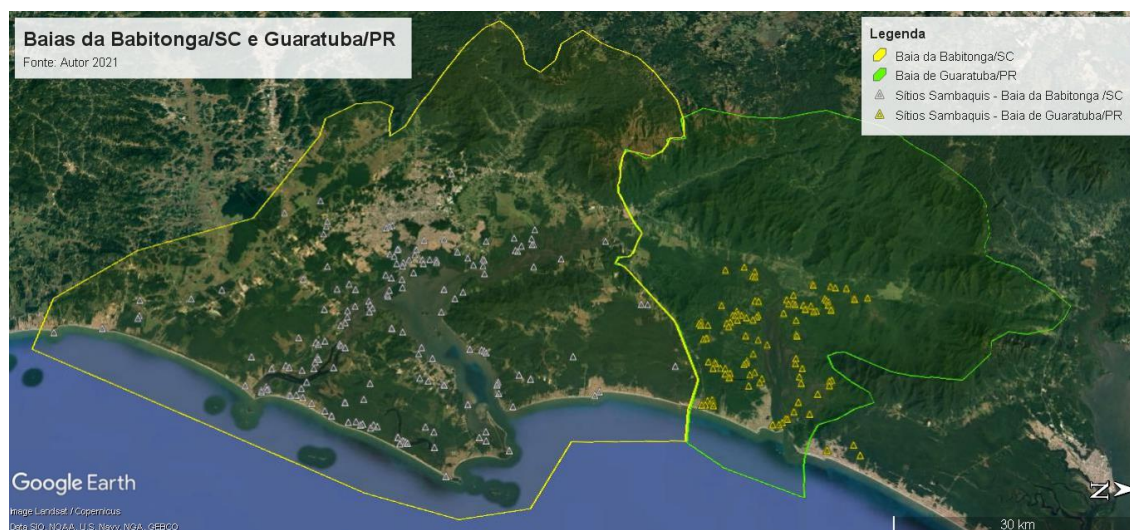 Baias da Babitonga/SC e Guaratuba/PR
Fonte: Autor 2021
Legenda
Baia da Babitonga/SC
Baia de Guaratuba/PR
Sítios Sambaquis - Baia da Babitonga /SC
Sítios Sambaquis - Baia de Guaratuba/PR
Google Earth
Image Landsat / Copernicus
Data SIO, NOAA, U.S. Navy, NGA, GEBCO
N
30 km